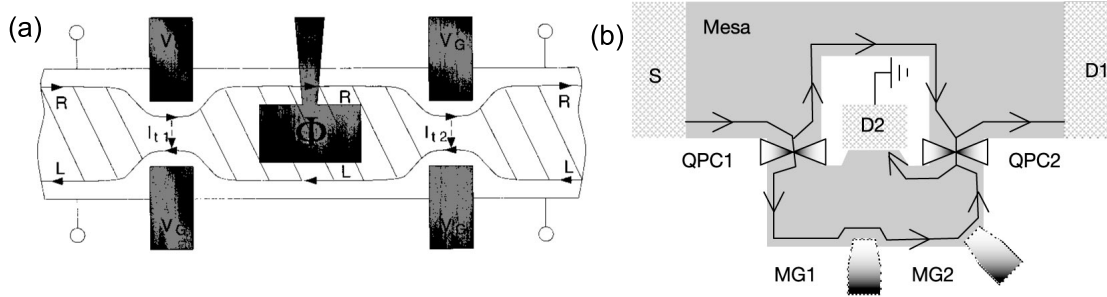 (a)
V
V_G
R
Φ
R
R
I_t1
I_t2
L
L
L
V_G
V_G
(b)
Mesa
S
D1
D2
QPC1
QPC2
MG1
MG2